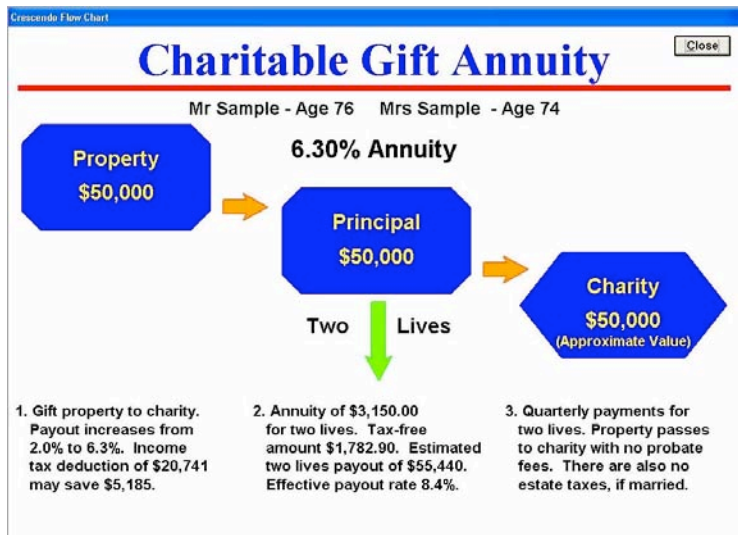 Crescendo Flow Chart
Charitable Gift Annuity
Close
Mr Sample - Age 76 Mrs Sample - Age 74
6.30% Annuity
Property
$50,000
Principal
$50,000
Charity
$50,000
(Approximate Value)
Two Lives
1. Gift property to charity.
Payout increases from
2.0% to 6.3%. Income
tax deduction of $20,741
may save $5,185.
2. Annuity of $3,150.00
for two lives. Tax-free
amount $1,782.90. Estimated
two lives payout of $55,440.
Effective payout rate 8.4%.
3. Quarterly payments for
two lives. Property passes
to charity with no probate
fees. There are also no
estate taxes, if married.